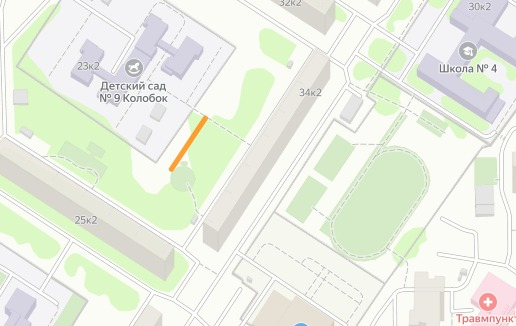 32к2
30к2
23к2
Детский сад
№ 9 Колобок
Школа № 4
34к2
25к2
Травмпункт